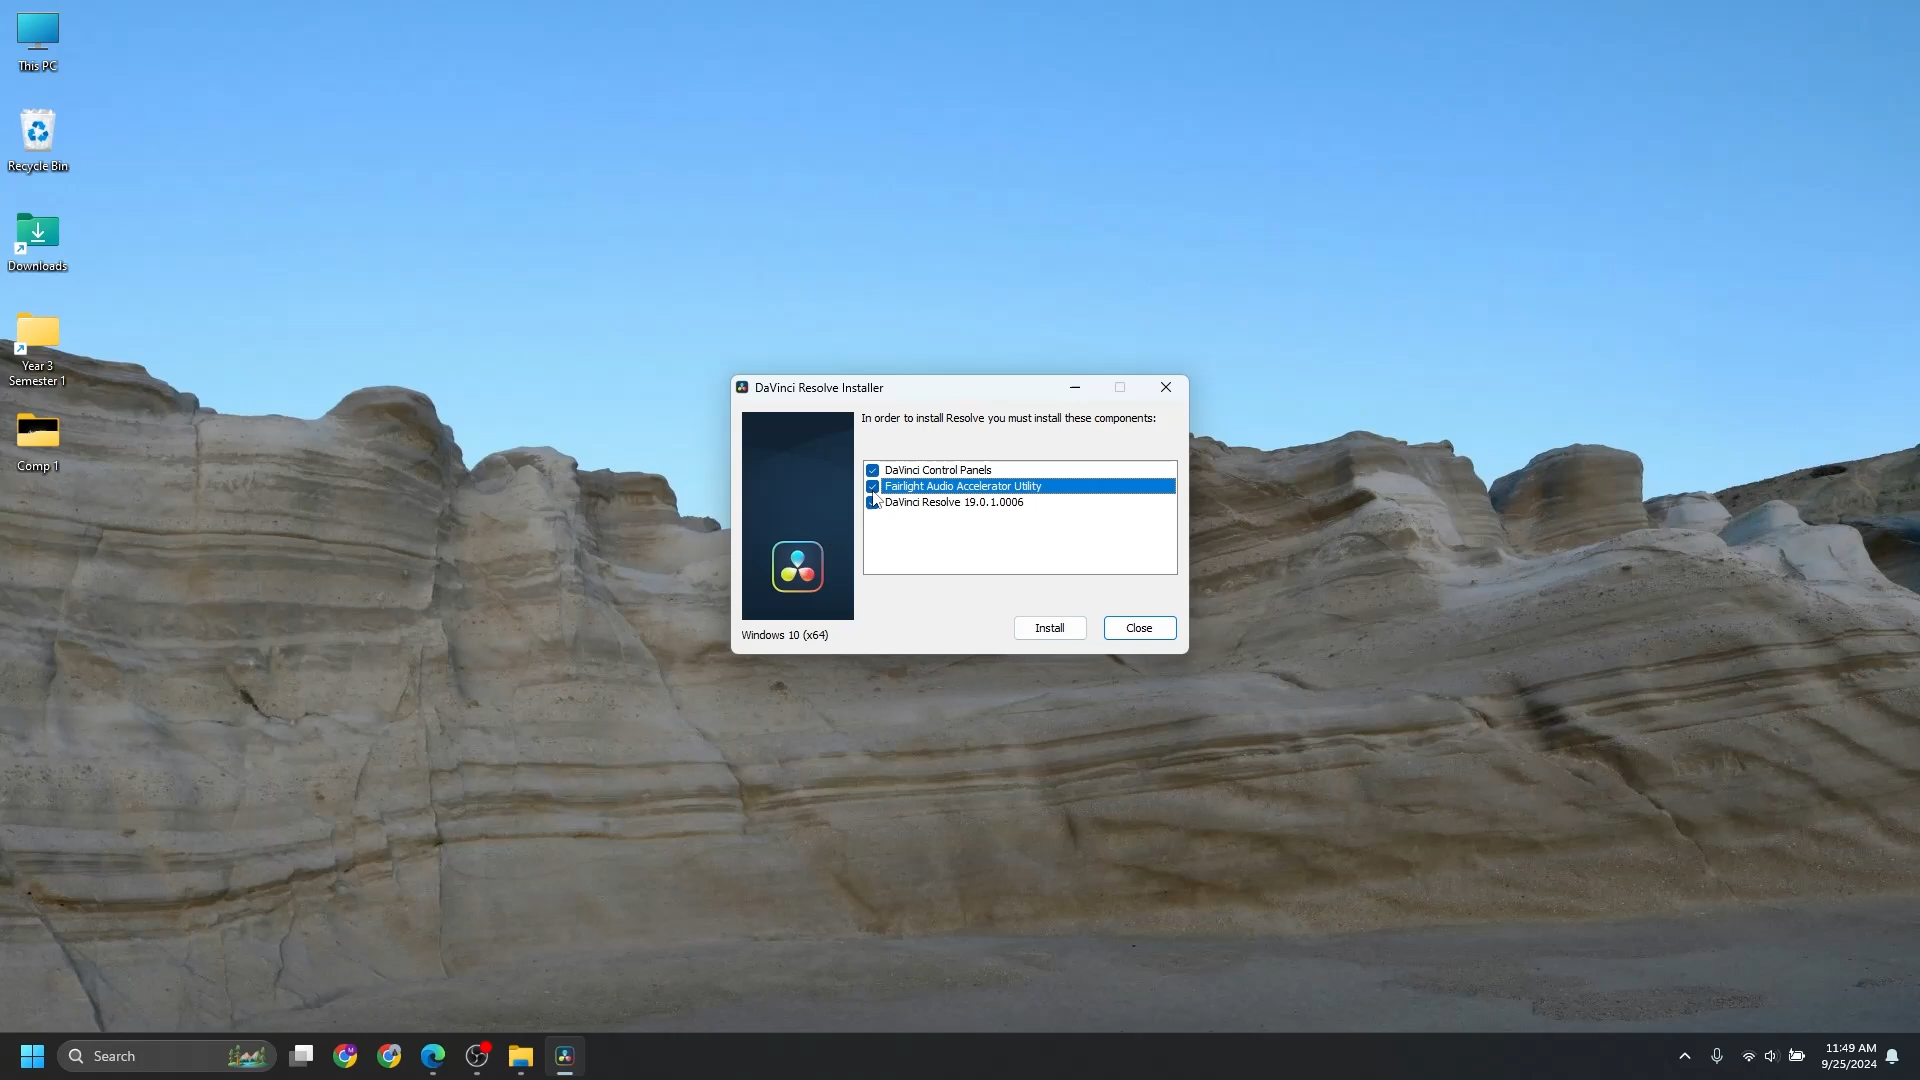 This PC
Recycle Bin
Downloads
Year 3
Semester 1
Comp 1
DaVinci Resolve Installer
In order to install Resolve you must install these components:
DaVinci Control Panels
Fairlight Audio Accelerator Utility
DaVinci Resolve 19.0.1.0006
Windows 10 (x64)
Install
Close
Search
11:49 AM
9/25/2024